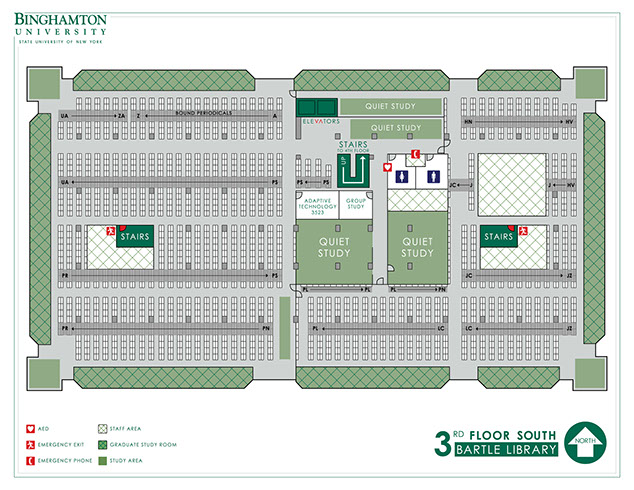 BINGHAMTON
UNIVERSITY
STATE UNIVERSITY OF NEW YORK
ELEVATORS
QUIET STUDY
QUIET STUDY
UA ZA Z BOUND PERIODICALS A
HN HV
STAIRS
TO 4TH FLOOR
UP
UA PS
PS PS
JC J
J HV
ADAPTIVE
TECHNOLOGY
3523
GROUP
STUDY
STAIRS
QUIET
STUDY
QUIET
STUDY
STAIRS
PR PS
JC JZ
PL PL
PL PN
PR PN
PL LC
LC JZ
AED
STAFF AREA
EMERGENCY EXIT
GRADUATE STUDY ROOM
EMERGENCY PHONE
STUDY AREA
3RD FLOOR SOUTH
BARTLE LIBRARY
NORTH